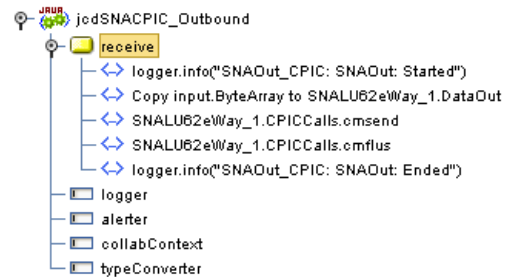 JAVA
jcdSNACPIC_Outbound
receive
logger.info("SNAOut_CPIC: SNAOut: Started")
Copy input.ByteArray to SNALU62eWay_1.DataOut
SNALU62eWay_1.CPICCalls.cmsend
SNALU62eWay_1.CPICCalls.cmflus
logger.info("SNAOut_CPIC: SNAOut: Ended")
logger
alerter
collabContext
typeConverter